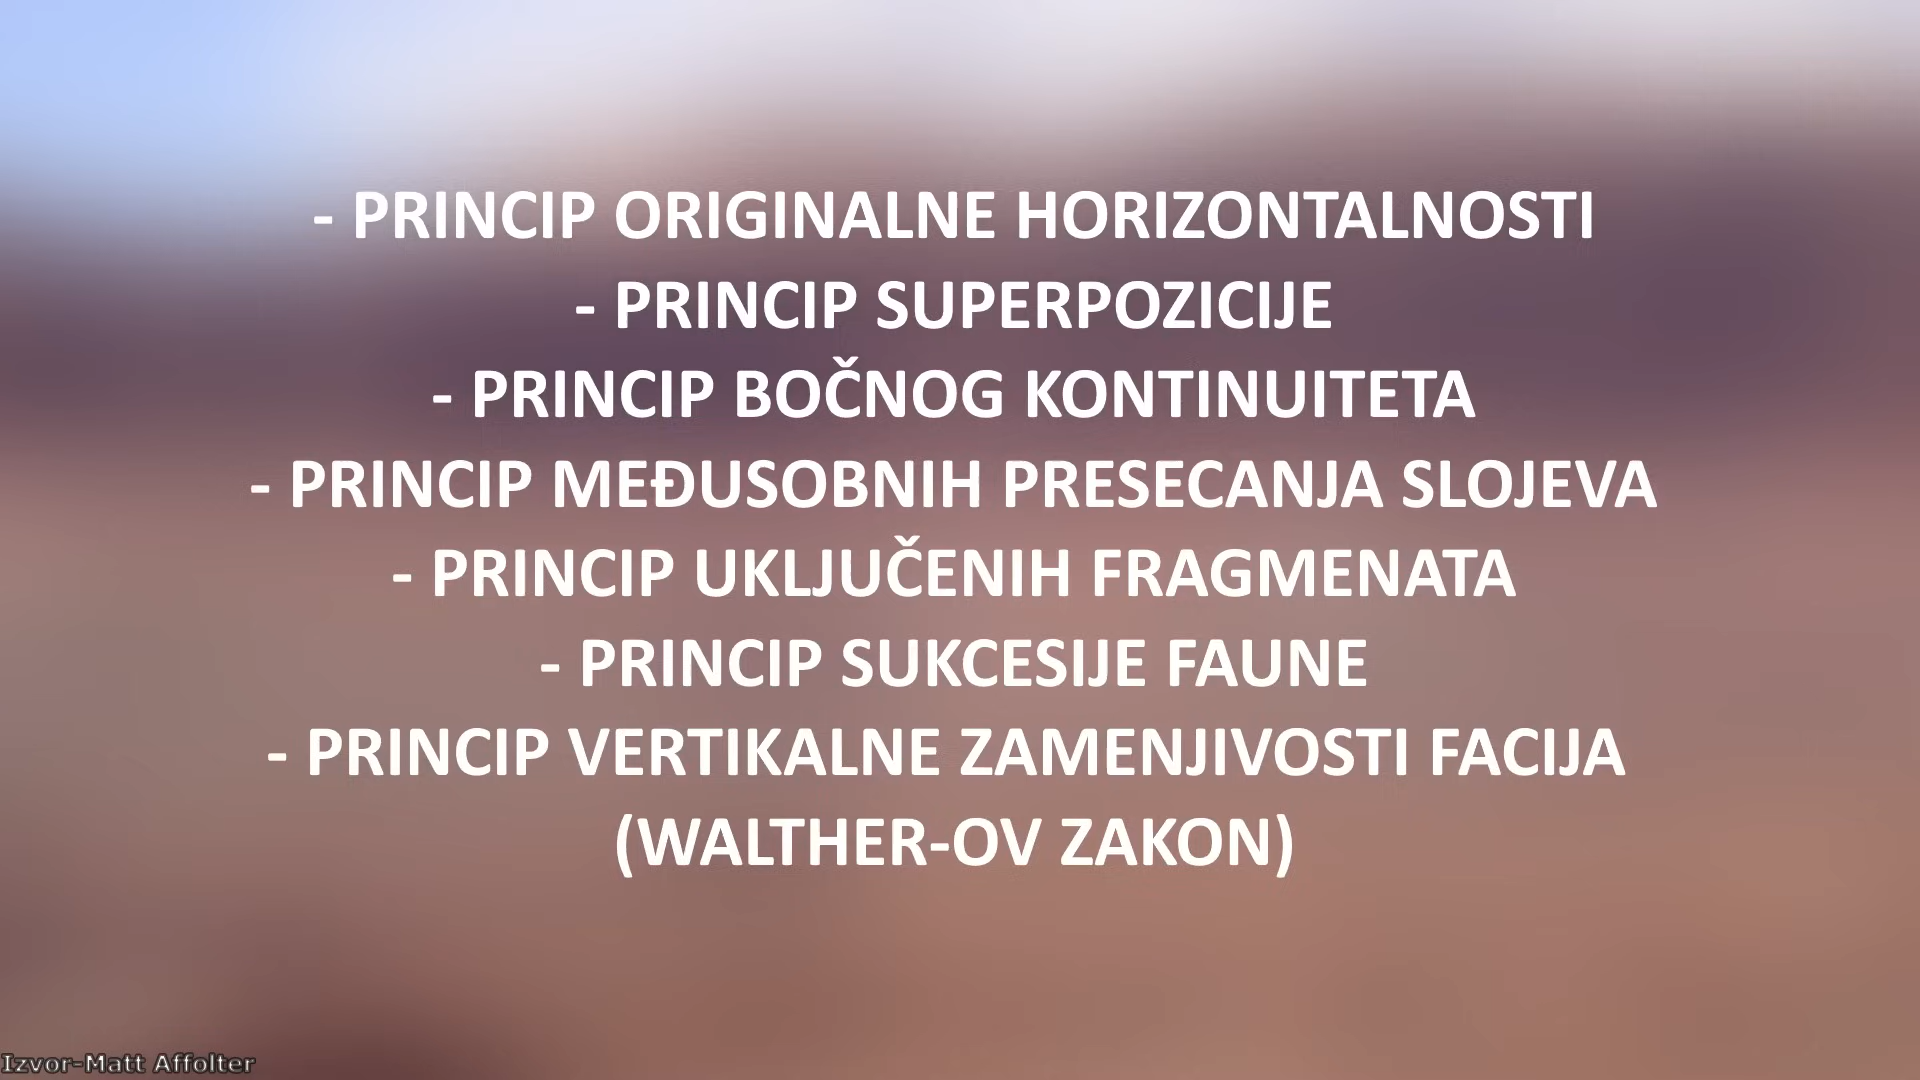 - PRINCIP ORIGINALNE HORIZONTALNOSTI
- PRINCIP SUPERPOZICIJE
- PRINCIP BOČNOG KONTINUITETA
- PRINCIP MEĐUSOBNIH PRESECANJA SLOJEVA
- PRINCIP UKLJUČENIH FRAGMENATA
- PRINCIP SUKCESIJE FAUNE
- PRINCIP VERTIKALNE ZAMENJIVOSTI FACIJA
(WALTHER-OV ZAKON)
Izvor-Matt Affolter